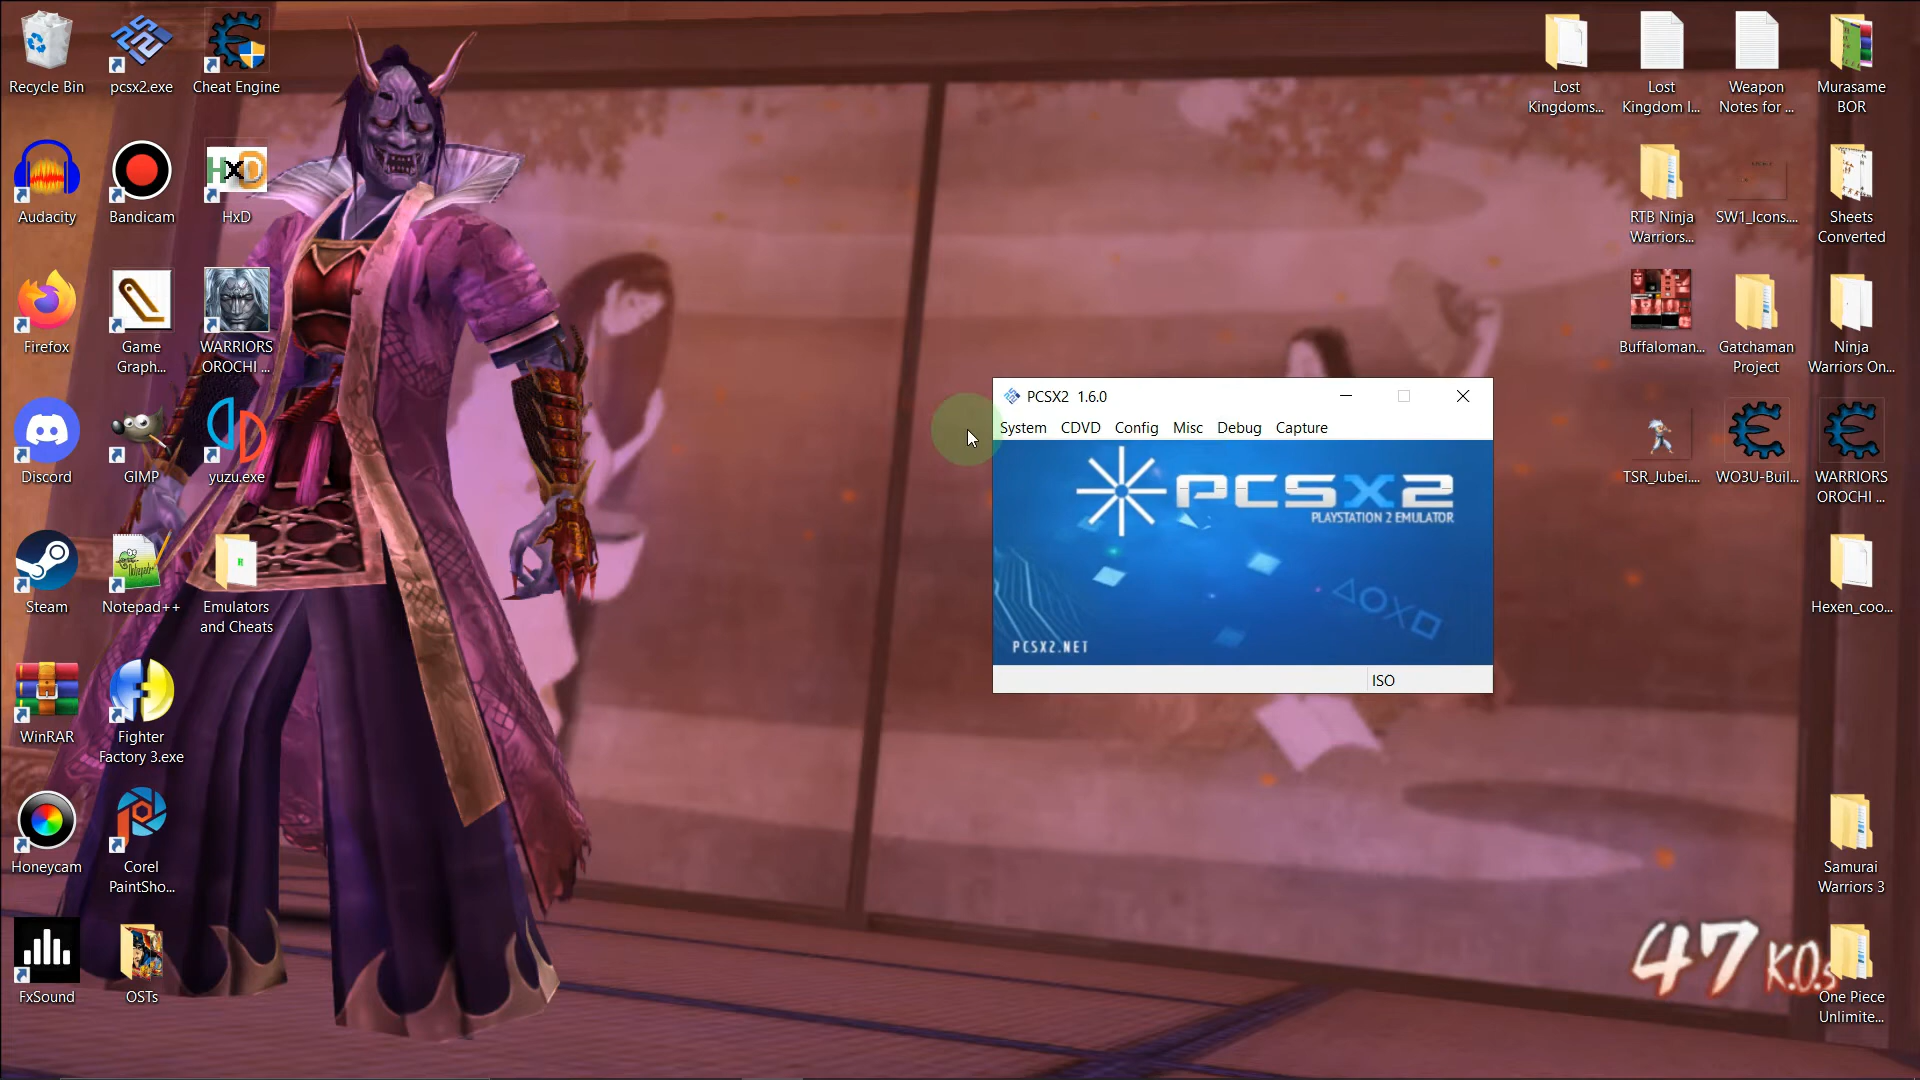 Recycle Bin
pcsx2.exe
Cheat Engine
Audacity
Bandicam
HxD
HxD
Firefox
Game
Graph...
WARRIORS
OROCHI ...
Discord
GIMP
yuzu.exe
Steam
Notepad++
Emulators
and Cheats
WinRAR
Fighter
Factory 3.exe
Honeycam
Corel
PaintSho...
FxSound
OSTs
PCSX2 1.6.0
System CDVD Config Misc Debug Capture
PCSX2
PLAYSTATION 2 EMULATOR
PCSX2.NET
ISO
Lost
Kingdoms...
Lost
Kingdom I...
Weapon
Notes for ...
Murasame
BOR
RTB Ninja
Warriors...
SW1_Icons....
Sheets
Converted
Buffaloman...
Gatchaman
Project
Ninja
Warriors On...
TSR_Jubei....
WO3U-Buil...
WARRIORS
OROCHI ...
Hexen_coo...
Samurai
Warriors 3
47 K.O.s
One Piece
Unlimite...